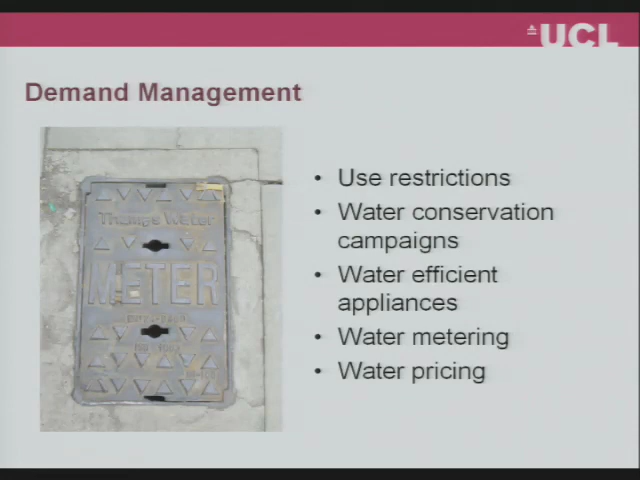 UCL
Demand Management
Thames Water
METER
• Use restrictions
• Water conservation
campaigns
• Water efficient
appliances
• Water metering
• Water pricing